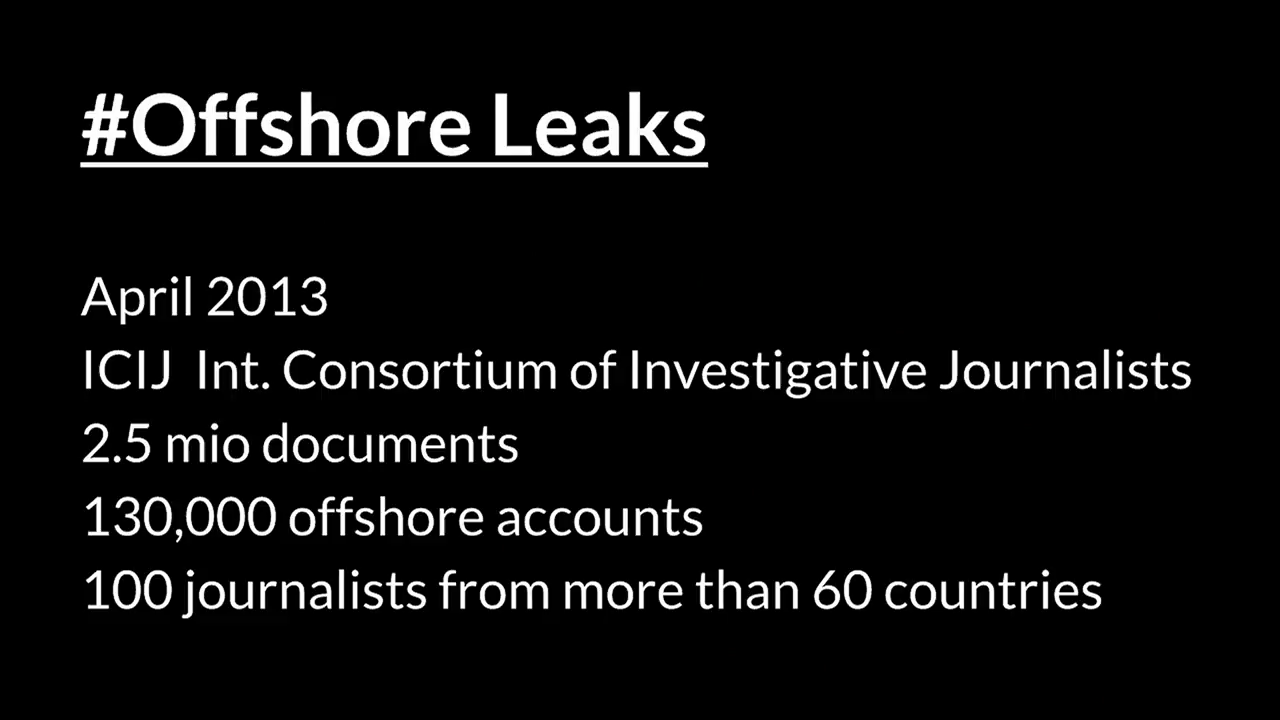 #Offshore Leaks
April 2013
ICIJ  Int. Consortium of Investigative Journalists
2.5 mio documents
130,000 offshore accounts
100 journalists from more than 60 countries